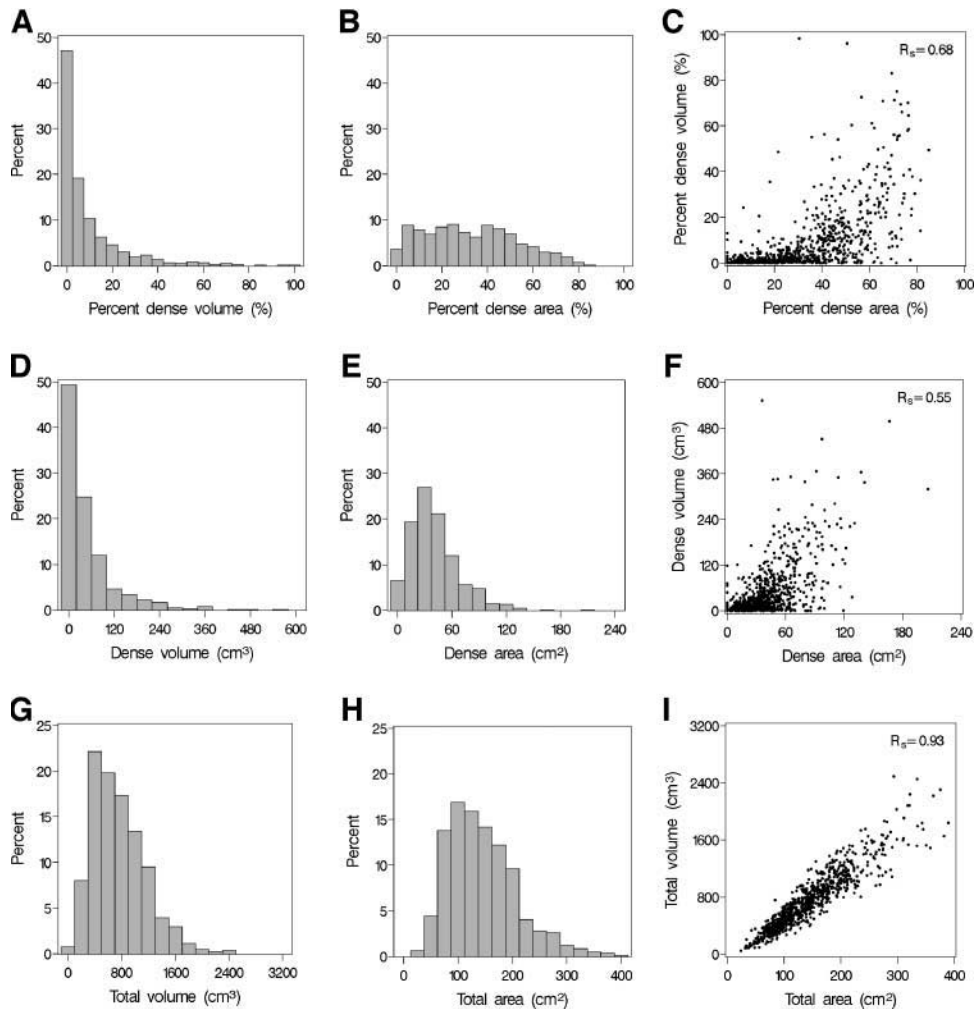 A
50
40
30
20
10
0
Percent
0 20 40 60 80 100
Percent dense volume (%)
B
50
40
30
20
10
0
Percent
0 20 40 60 80 100
Percent dense area (%)
C
100
80
60
40
20
0
Percent dense volume (%)
Rs=0.68
0 20 40 60 80 100
Percent dense area (%)
D
50
40
30
20
10
0
Percent
0 120 240 360 480 600
Dense volume (cm³)
E
50
40
30
20
10
0
Percent
0 60 120 180 240
Dense area (cm²)
F
600
480
360
240
120
0
Dense volume (cm³)
Rs=0.55
0 60 120 180 240
Dense area (cm²)
G
25
20
15
10
5
0
Percent
0 800 1600 2400 3200
Total volume (cm³)
H
25
20
15
10
5
0
Percent
0 100 200 300 400
Total area (cm²)
I
3200
2400
1600
800
0
Total volume (cm³)
Rs=0.93
0 100 200 300 400
Total area (cm²)